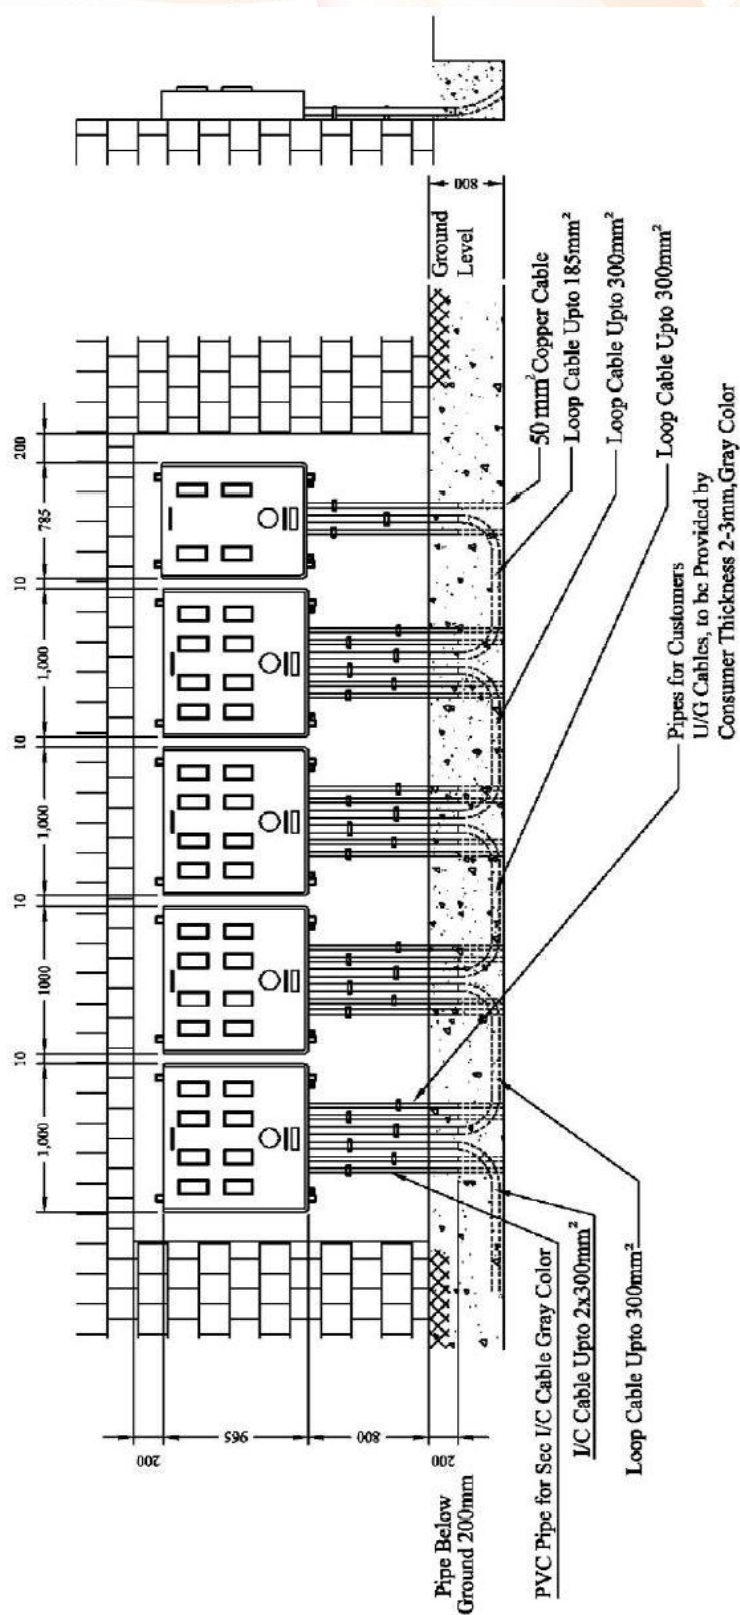 1,000
10
1000
10
1,000
10
1,000
10
785
200
200
965
800
200
Pipe Below
Ground 200mm
Ground
Level
800
PVC Pipe for Sec I/C Cable Gray Color
I/C Cable Upto 2x300mm²
Loop Cable Upto 300mm²
50 mm² Copper Cable
Loop Cable Upto 185mm²
Loop Cable Upto 300mm²
Loop Cable Upto 300mm²
Pipes for Customers
U/G Cables, to be Provided by
Consumer Thickness 2-3mm,Gray Color